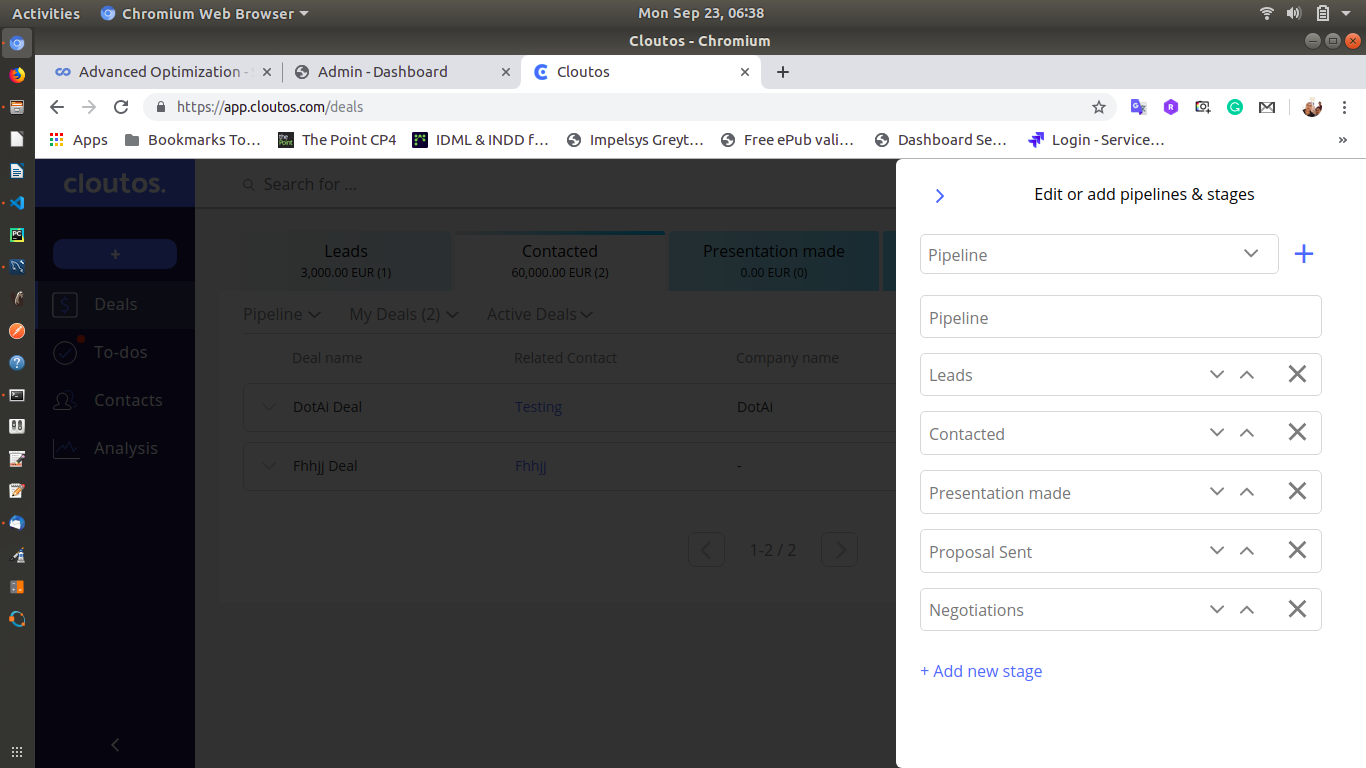 Activities
Chromium Web Browser
Mon Sep 23, 06:38
Cloutos - Chromium
Advanced Optimization -
Admin - Dashboard
Cloutos
https://app.cloutos.com/deals
Apps
Bookmarks To...
The Point CP4
IDML & INDD f...
Impelsys Greyt...
Free ePub vali...
Dashboard Se...
Login - Service...
»
cloutos.
Search for ...
+
Deals
To-dos
Contacts
Analysis
Leads
3,000.00 EUR (1)
Contacted
60,000.00 EUR (2)
Presentation made
0.00 EUR (0)
Pipeline
My Deals (2)
Active Deals
Deal name
Related Contact
Company name
DotAI Deal
Testing
DotAI
Fhhjj Deal
Fhhjj
-
1-2 / 2
Edit or add pipelines & stages
Pipeline
+
Pipeline
Leads
Contacted
Presentation made
Proposal Sent
Negotiations
+ Add new stage